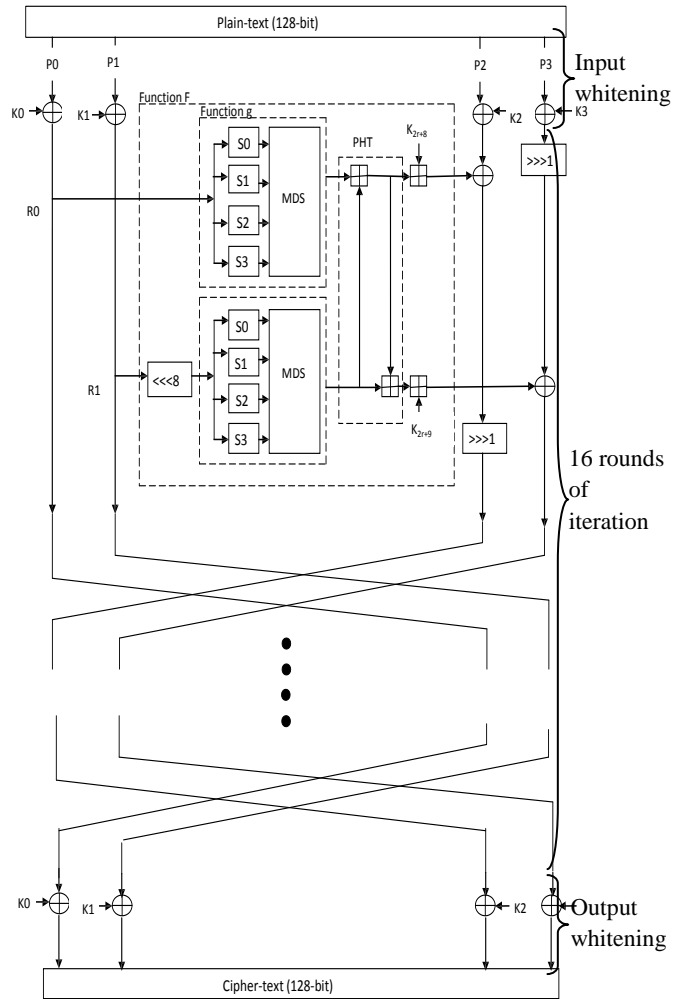 Plain-text (128-bit)
P0
P1
P2
P3
Input
whitening
K0
K1
K2
K3
Function F
Function g
S0
S1
S2
S3
MDS
PHT
K2r+8
>>>1
R0
S0
S1
S2
S3
MDS
<<<8
R1
K2r+9
>>>1
16 rounds
of
iteration
K0
K1
K2
Output
whitening
Cipher-text (128-bit)